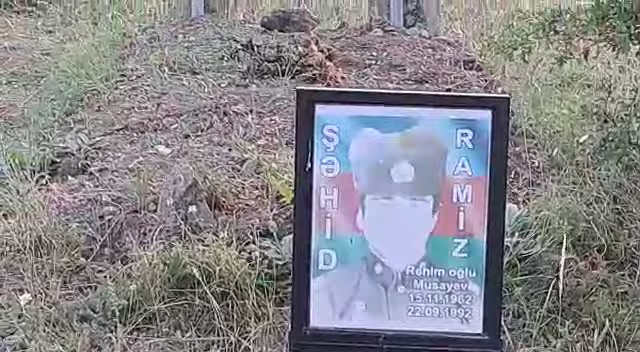 ŞƏHİD
RAMİZ
Rəhim oğlu
Musayev
15.11.1962
22.09.1992